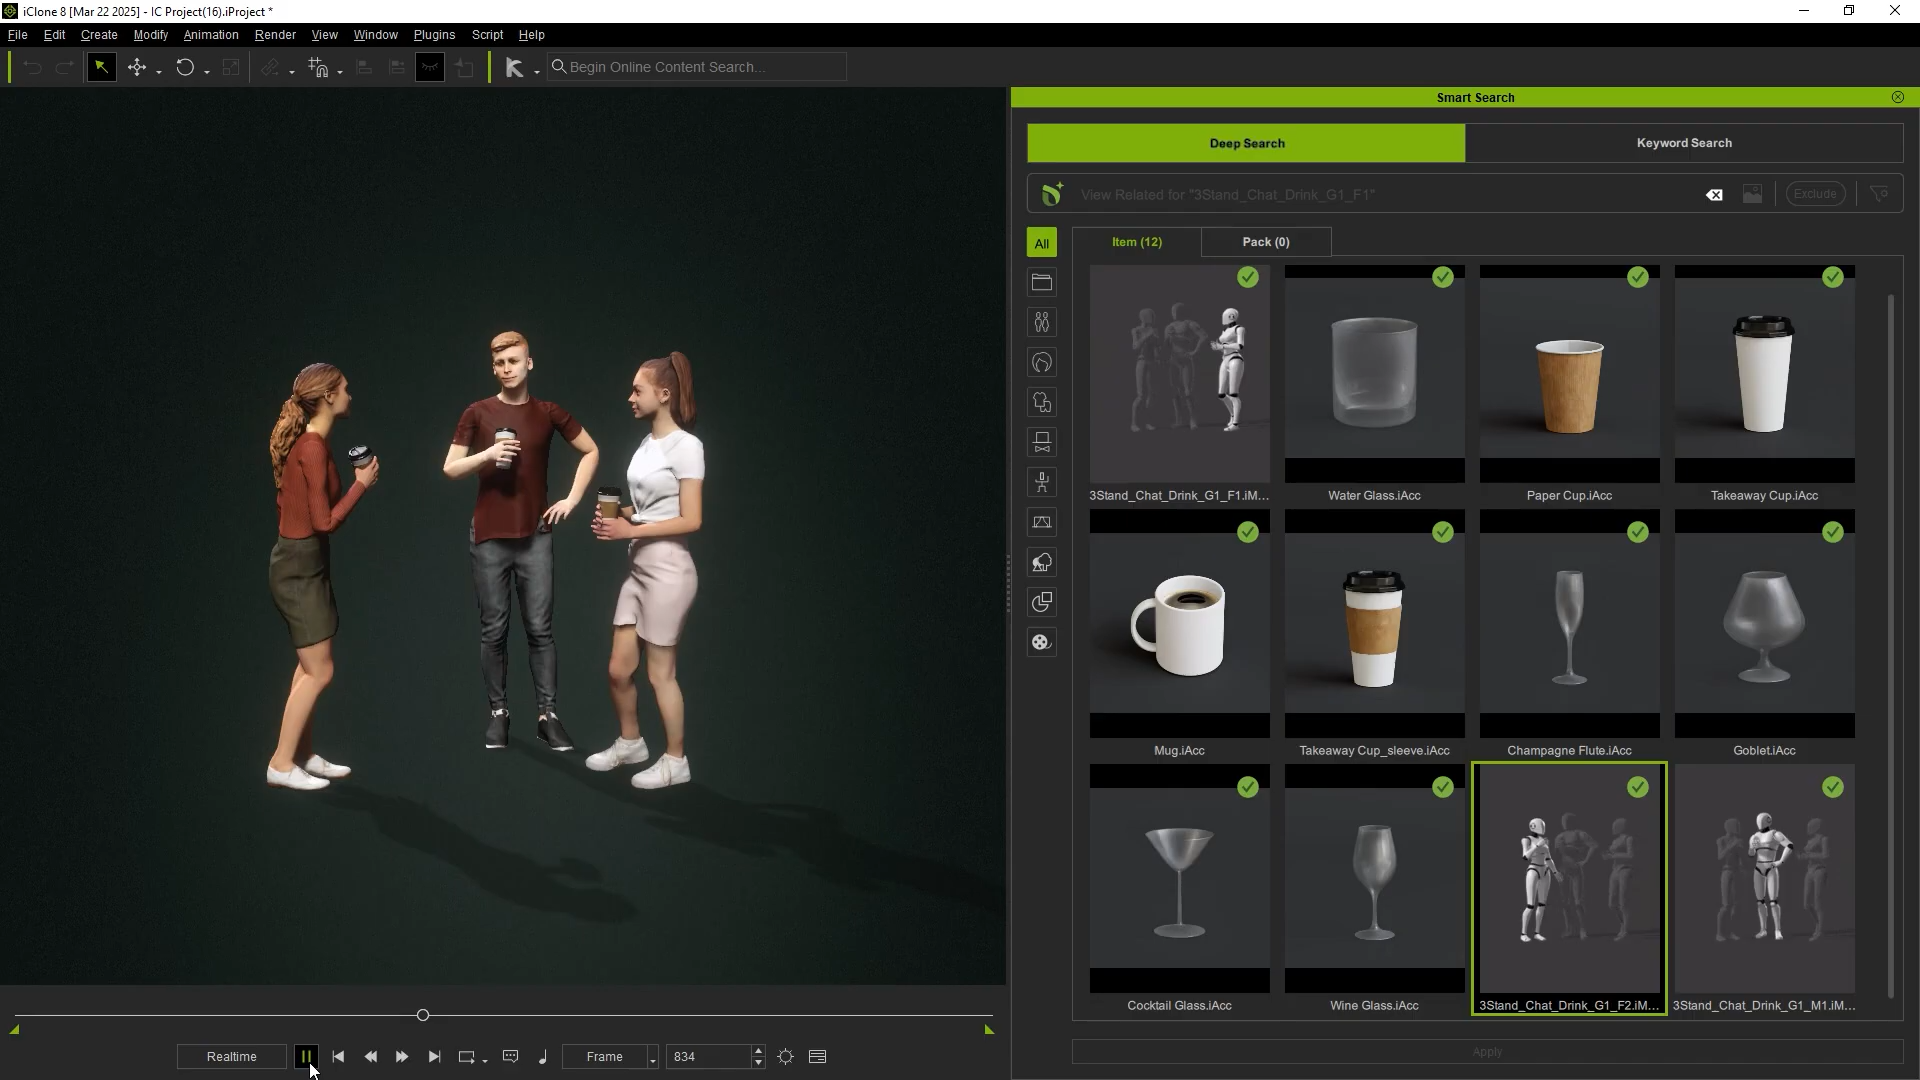 iClone 8 [Mar 22 2025] - IC Project(16).iProject *
File Edit Create Modify Animation Render View Window Plugins Script Help
Begin Online Content Search...
Smart Search
Deep Search Keyword Search
View Related for "3Stand_Chat_Drink_G1_F1" Exclude
All Item (12) Pack (0)
3Stand_Chat_Drink_G1_F1.iM... Water Glass.iAcc Paper Cup.iAcc Takeaway Cup.iAcc
Mug.iAcc Takeaway Cup_sleeve.iAcc Champagne Flute.iAcc Goblet.iAcc
Cocktail Glass.iAcc Wine Glass.iAcc 3Stand_Chat_Drink_G1_F2.iM... 3Stand_Chat_Drink_G1_M1.iM...
Realtime Frame 834
Apply